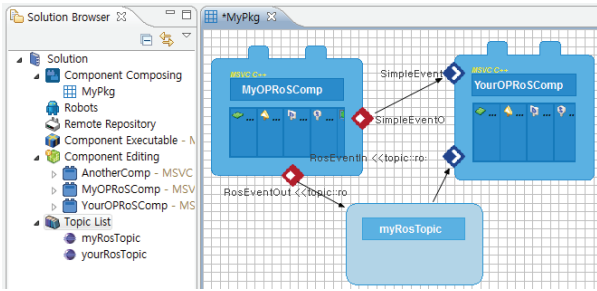 Solution Browser
*MyPkg
Solution
Component Composing
MyPkg
Robots
Remote Repository
Component Executable - N
Component Editing
AnotherComp - MSVC
MyOPRoSComp - MS
YourOPRoSComp - MS
Topic List
myRosTopic
yourRosTopic
MSVC C++
MyOPRoSComp
... ... ... ...
SimpleEvent
SimpleEventO
MSVC C++
YourOPRoSComp
... ... ... ...
RosEventIn <<topic::ro
RosEventOut <<topic::ro
myRosTopic